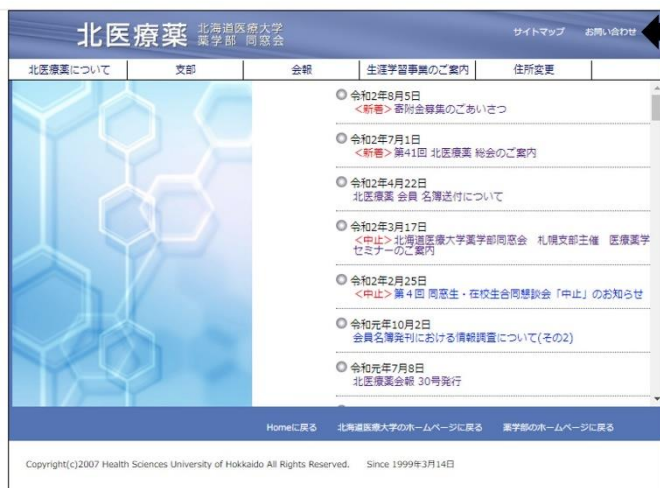 北医療薬 北海道医療大学
薬学部 同窓会
サイトマップ お問い合わせ
北医療薬について 支部 会報 生涯学習事業のご案内 住所変更
令和2年8月5日
<新着> 寄附金募集のごあいさつ
令和2年7月1日
<新着> 第41回 北医療薬 総会のご案内
令和2年4月22日
北医療薬 会員 名簿送付について
令和2年3月17日
<中止> 北海道医療大学薬学部同窓会 札幌支部主催 医療薬学
セミナーのご案内
令和2年2月25日
<中止> 第4回 同窓生・在校生合同懇談会「中止」のお知らせ
令和元年10月2日
会員名簿発刊における情報調査について(その2)
令和元年7月8日
北医療薬会報 30号発行
Homeに戻る 北海道医療大学のホームページに戻る 薬学部のホームページに戻る
Copyright(c)2007 Health Sciences University of Hokkaido All Rights Reserved. Since 1999年3月14日